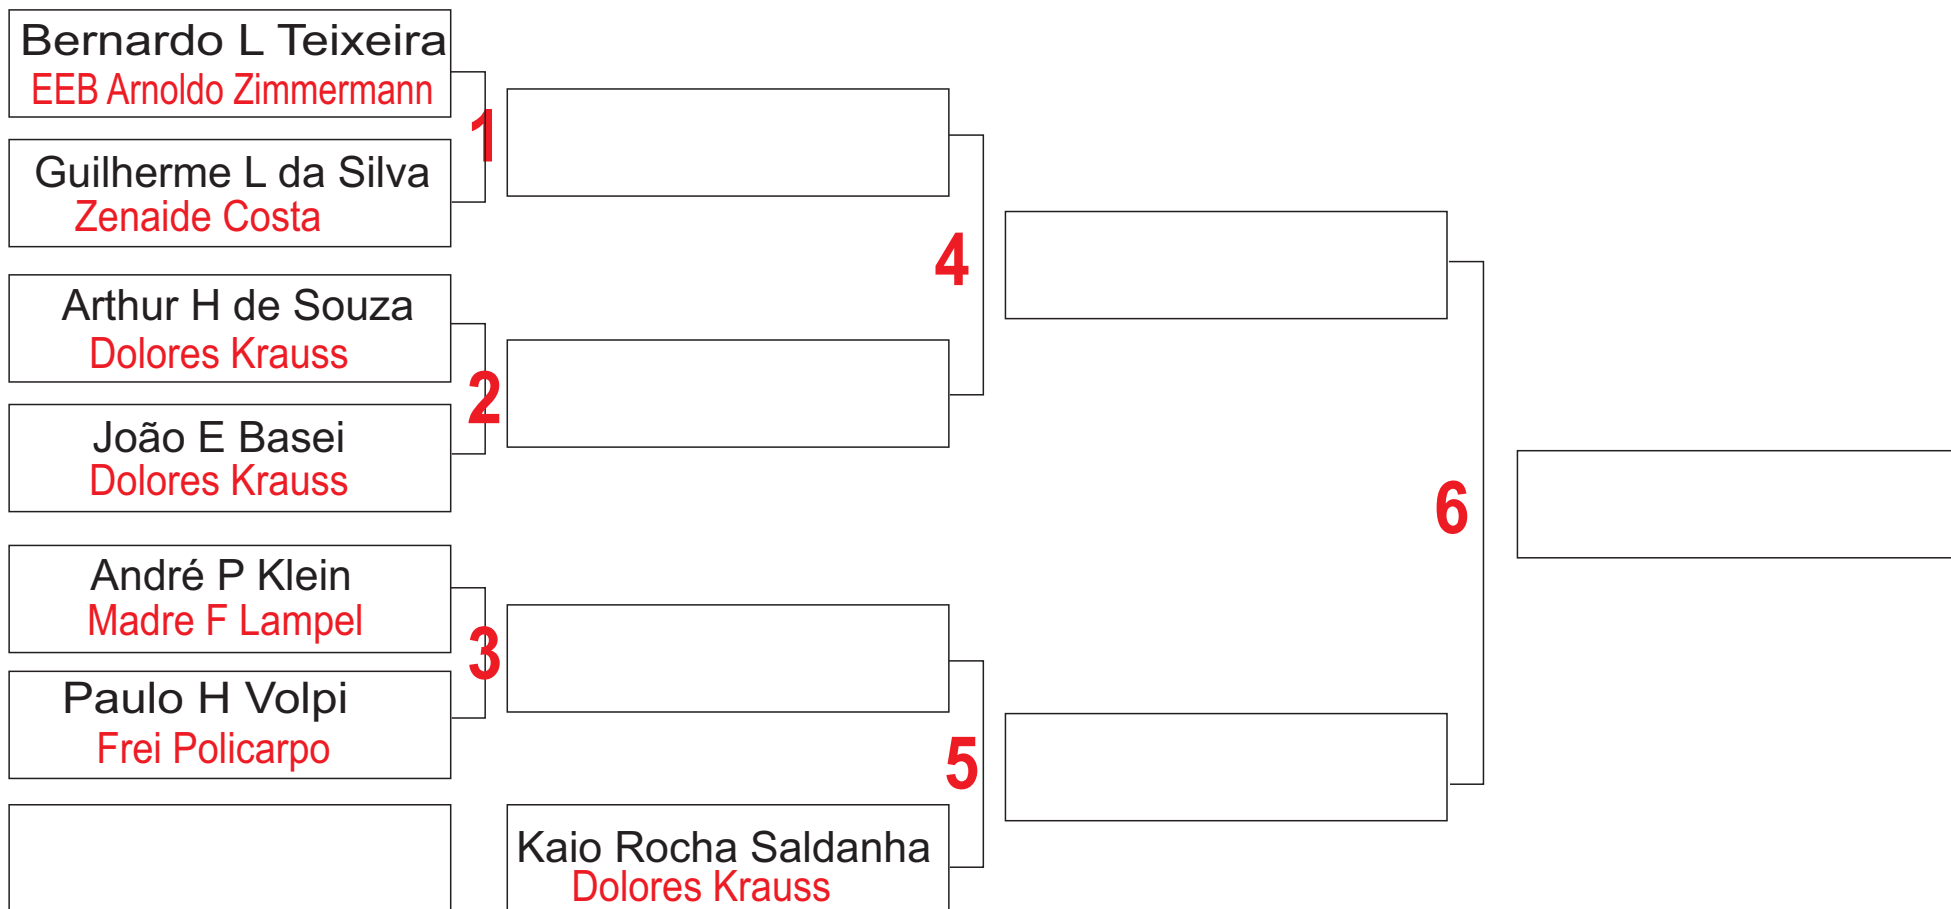 Bernardo L Teixeira
EEB Arnoldo Zimmermann
1
Guilherme L da Silva
Zenaide Costa
4
Arthur H de Souza
Dolores Krauss
2
João E Basei
Dolores Krauss
6
André P Klein
Madre F Lampel
3
Paulo H Volpi
Frei Policarpo
5
Kaio Rocha Saldanha
Dolores Krauss